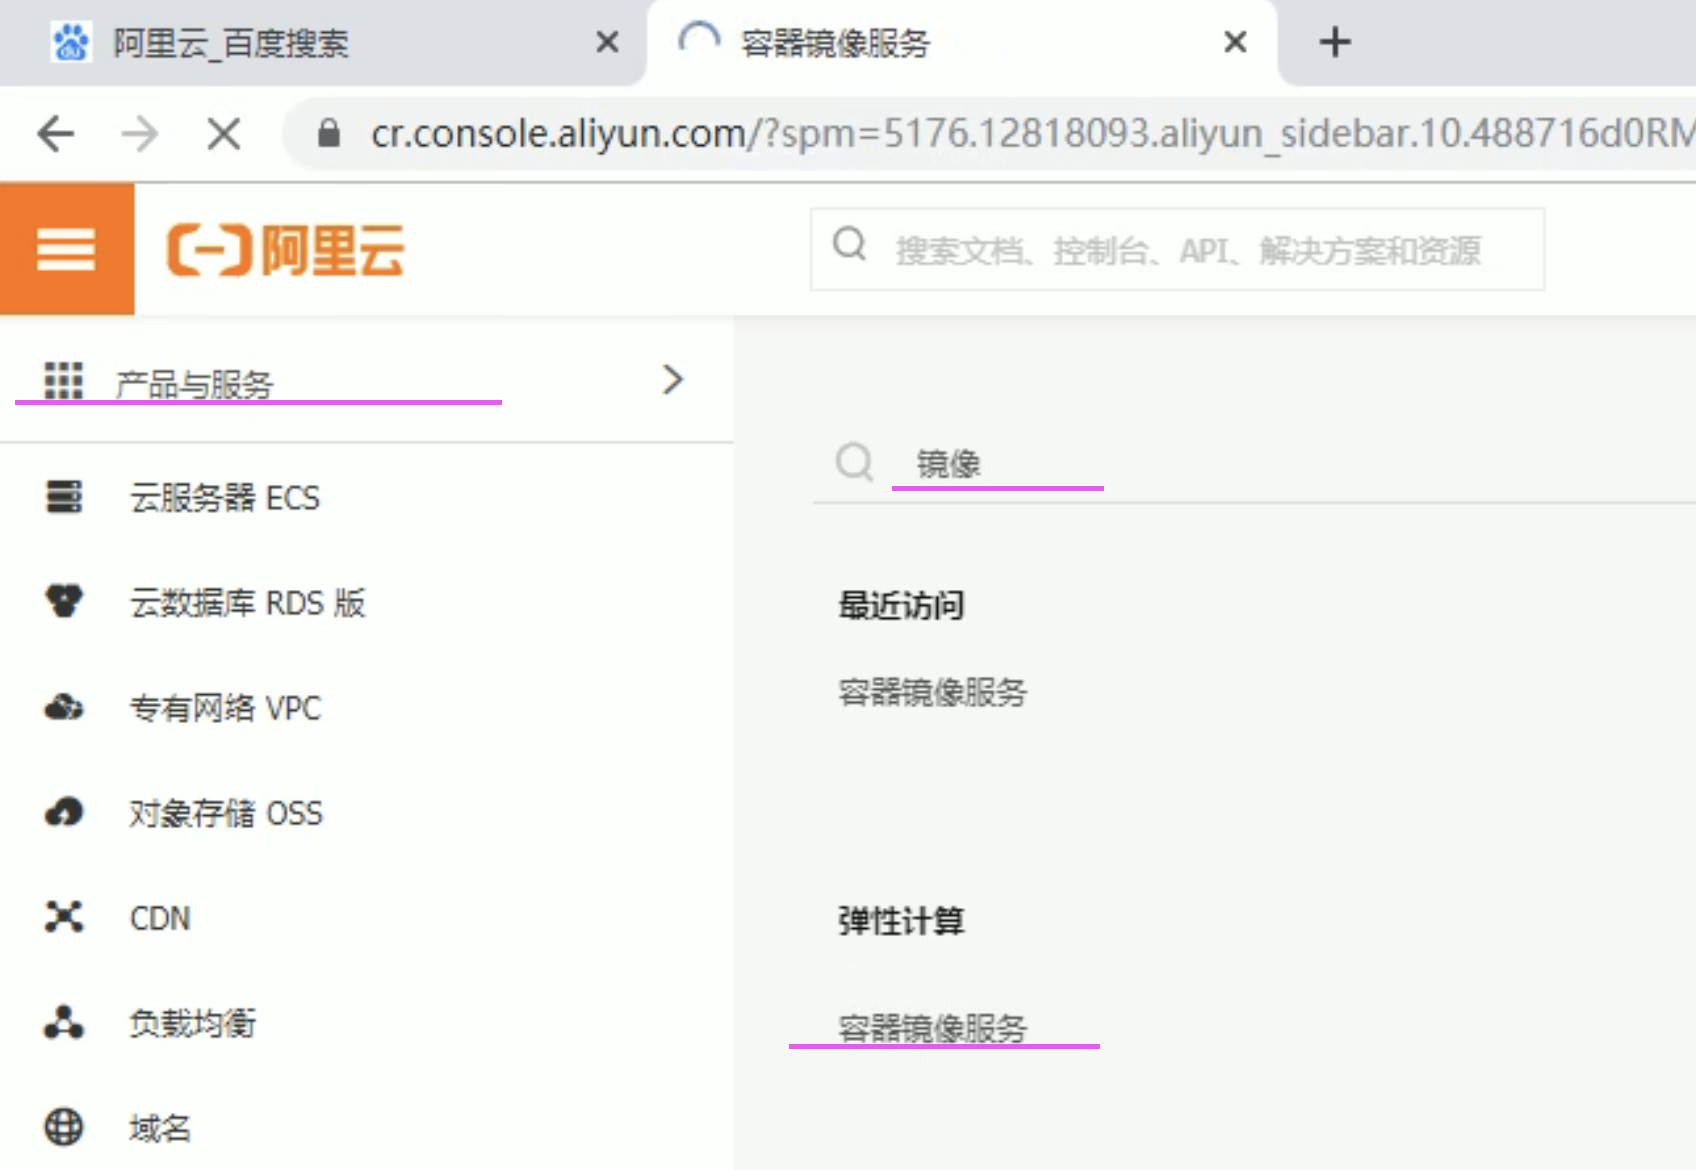 阿里云_百度搜索
容器镜像服务
cr.console.aliyun.com/?spm=5176.12818093.aliyun_sidebar.10.488716d0RM
阿里云
搜索文档、控制台、API、解决方案和资源
产品与服务
镜像
云服务器 ECS
云数据库 RDS 版
专有网络 VPC
对象存储 OSS
CDN
负载均衡
域名
最近访问
容器镜像服务
弹性计算
容器镜像服务